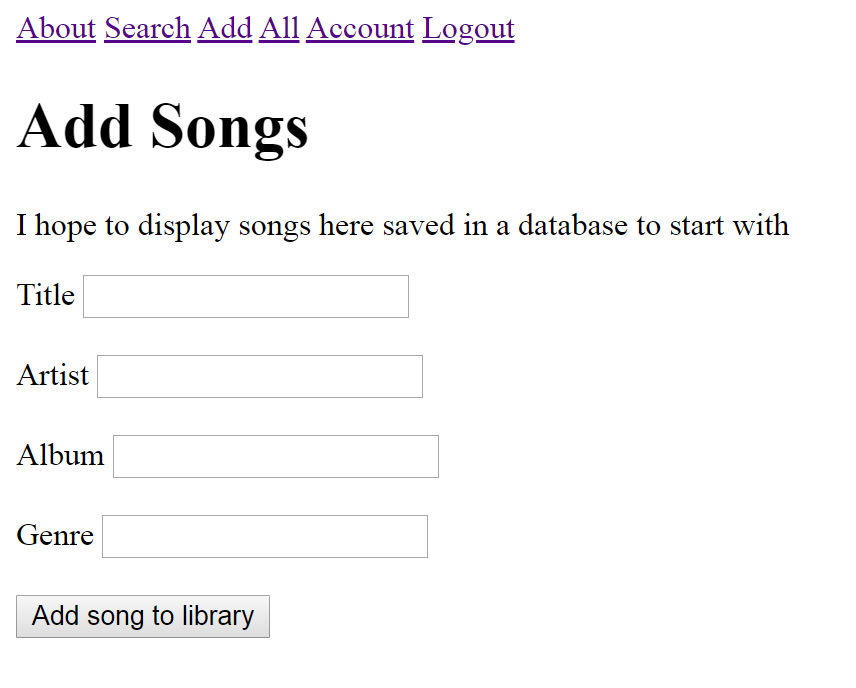 About Search Add All Account Logout
Add Songs
I hope to display songs here saved in a database to start with
Title
Artist
Album
Genre
Add song to library